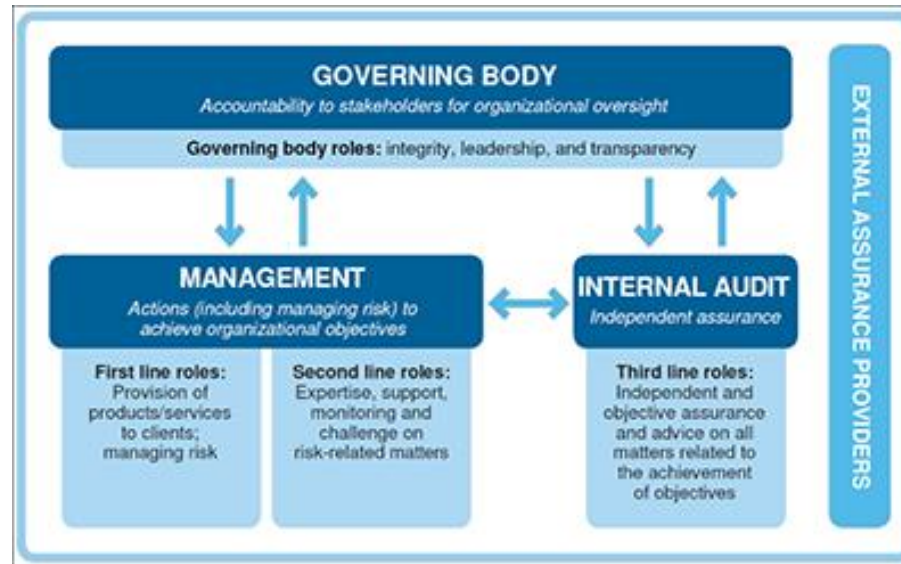 GOVERNING BODY
Accountability to stakeholders for organizational oversight
Governing body roles: integrity, leadership, and transparency
MANAGEMENT
Actions (including managing risk) to
achieve organizational objectives
First line roles:
Provision of
products/services
to clients;
managing risk
Second line roles:
Expertise, support,
monitoring and
challenge on
risk-related matters
INTERNAL AUDIT
Independent assurance
Third line roles:
Independent and
objective assurance
and advice on all
matters related to
the achievement
of objectives
EXTERNAL ASSURANCE PROVIDERS